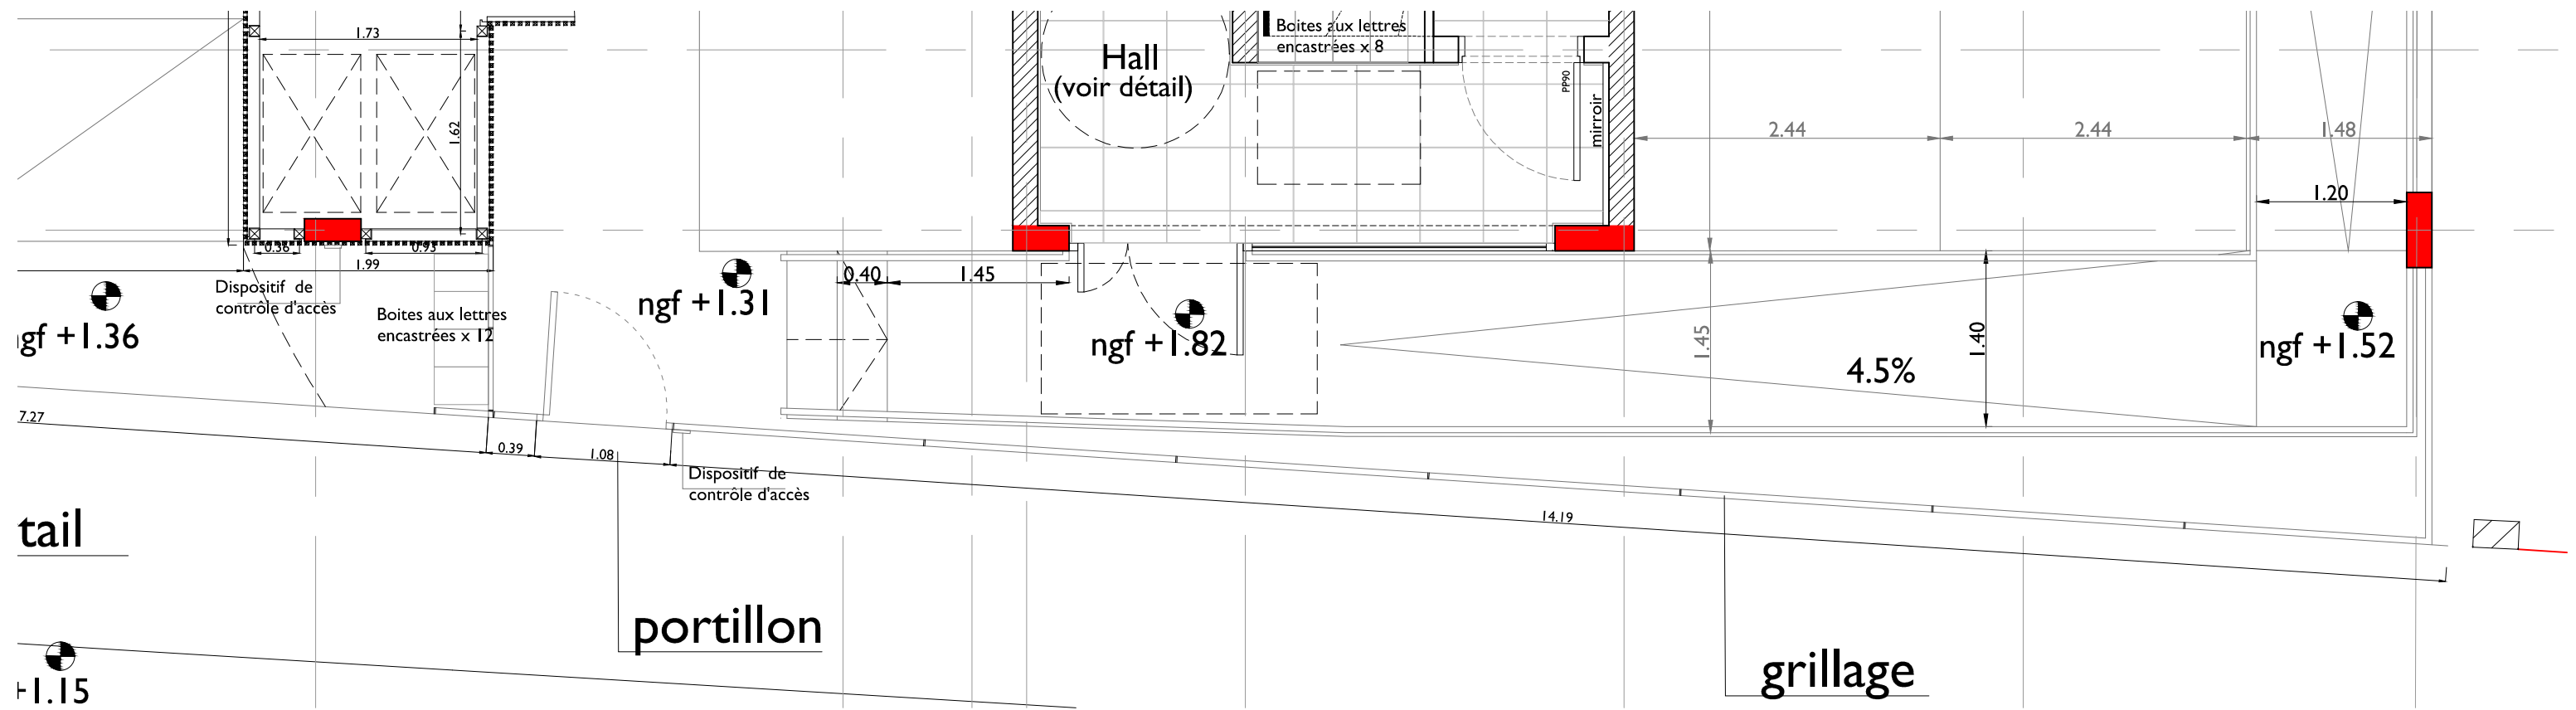 1.73
1.62
0.36
0.93
1.99
Dispositif de
contrôle d'accès
Boites aux lettres
encastrées x 12
ngf +1.36
ngf +1.31
Hall
(voir détail)
Boites aux lettres
encastrées x 8
PP90
mirroir
2.44
2.44
1.48
1.20
0.40
1.45
ngf +1.82
1.45
1.40
4.5%
ngf +1.52
7.27
0.39
1.08
Dispositif de
contrôle d'accès
14.19
tail
portillon
grillage
+1.15